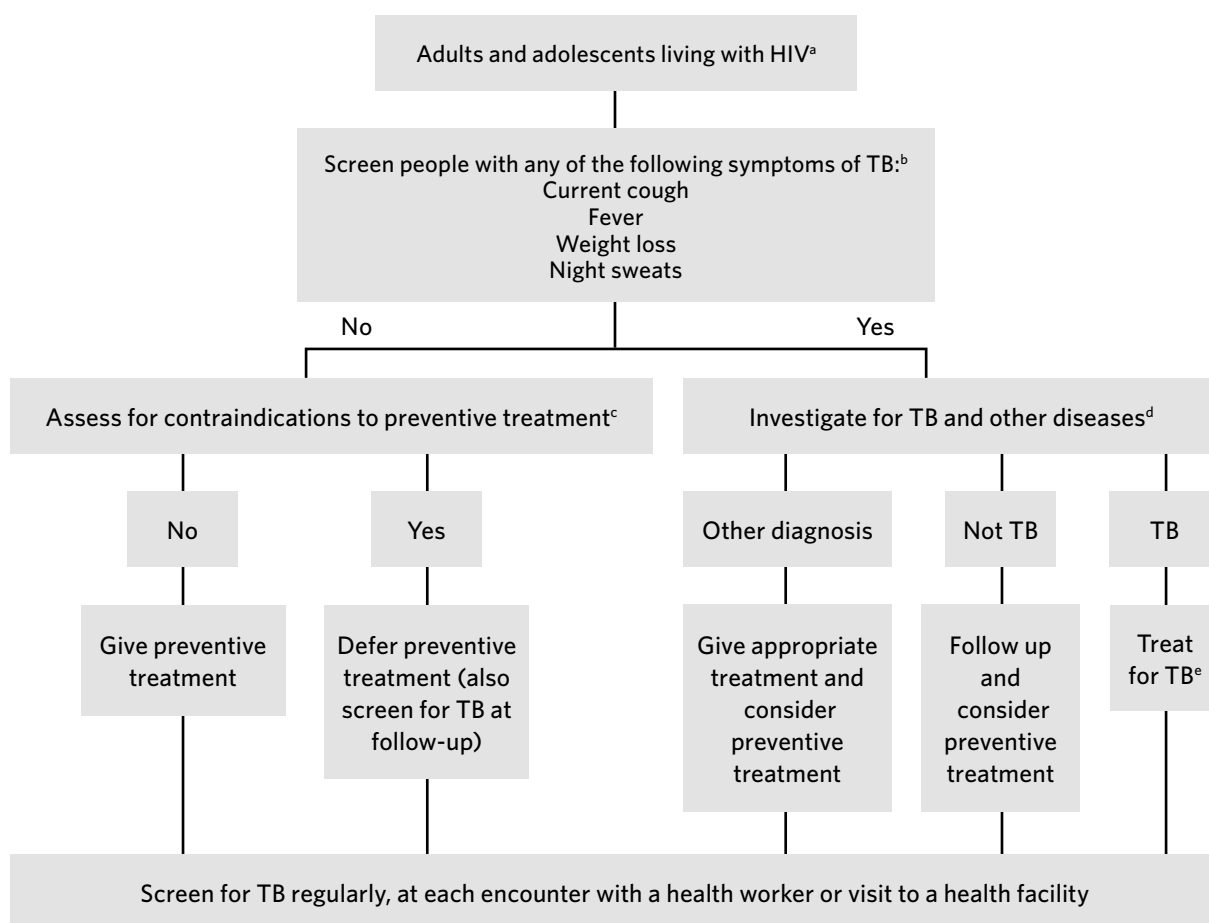 Adults and adolescents living with HIVᵃ
Screen people with any of the following symptoms of TB:ᵇ
Current cough
Fever
Weight loss
Night sweats
No
Yes
Assess for contraindications to preventive treatmentᶜ
Investigate for TB and other diseasesᵈ
No
Yes
Other diagnosis
Not TB
TB
Give preventive
treatment
Defer preventive
treatment (also
screen for TB at
follow-up)
Give appropriate
treatment and
consider
preventive
treatment
Follow up
and
consider
preventive
treatment
Treat
for TBᵉ
Screen for TB regularly, at each encounter with a health worker or visit to a health facility